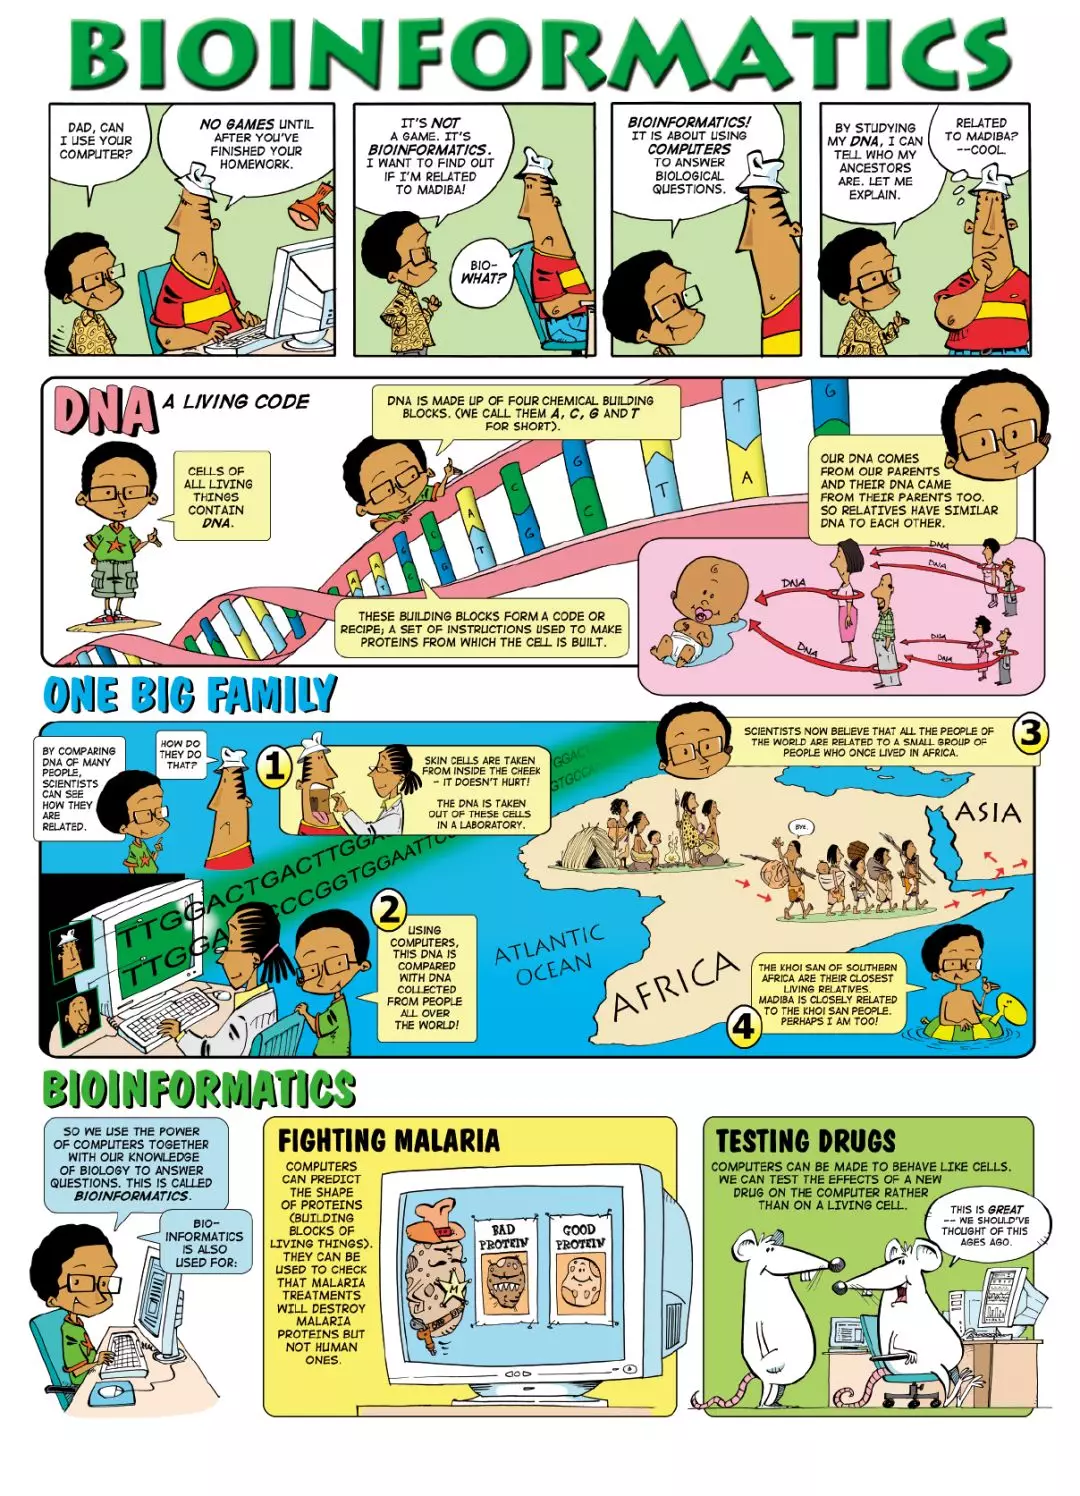 BIOINFORMATICS
DAD, CAN
I USE YOUR
COMPUTER?
NO GAMES UNTIL
AFTER YOU'VE
FINISHED YOUR
HOMEWORK.
IT'S NOT
A GAME. IT'S
BIOINFORMATICS.
I WANT TO FIND OUT
IF I'M RELATED
TO MADIBA!
BIO-
WHAT?
BIOINFORMATICS!
IT IS ABOUT USING
COMPUTERS
TO ANSWER
BIOLOGICAL
QUESTIONS.
BY STUDYING
MY DNA, I CAN
TELL WHO MY
ANCESTORS
ARE. LET ME
EXPLAIN.
RELATED
TO MADIBA?
--COOL.
DNA A LIVING CODE
CELLS OF
ALL LIVING
THINGS
CONTAIN
DNA.
DNA IS MADE UP OF FOUR CHEMICAL BUILDING
BLOCKS. (WE CALL THEM A, C, G AND T
FOR SHORT).
THESE BUILDING BLOCKS FORM A CODE OR
RECIPE; A SET OF INSTRUCTIONS USED TO MAKE
PROTEINS FROM WHICH THE CELL IS BUILT.
A
T
A
T
G
C
C
G
A
T
C
G
G
C
T
T
A
G
OUR DNA COMES
FROM OUR PARENTS
AND THEIR DNA CAME
FROM THEIR PARENTS TOO.
SO RELATIVES HAVE SIMILAR
DNA TO EACH OTHER.
DNA
DNA
DNA
DNA
DNA
DNA
ONE BIG FAMILY
BY COMPARING
DNA OF MANY
PEOPLE,
SCIENTISTS
CAN SEE
HOW THEY
ARE
RELATED.
HOW DO
THEY DO
THAT?
1
SKIN CELLS ARE TAKEN
FROM INSIDE THE CHEEK
- IT DOESN'T HURT!
THE DNA IS TAKEN
OUT OF THESE CELLS
IN A LABORATORY.
TTGGACTGACTTGGA
GGAC
TTGGA
CCCGGTGGAATTCC
GTGCC
2
USING
COMPUTERS,
THIS DNA IS
COMPARED
WITH DNA
COLLECTED
FROM PEOPLE
ALL OVER
THE WORLD!
SCIENTISTS NOW BELIEVE THAT ALL THE PEOPLE OF
THE WORLD ARE RELATED TO A SMALL GROUP OF
PEOPLE WHO ONCE LIVED IN AFRICA.
3
BYE.
ASIA
ATLANTIC
OCEAN
AFRICA
4
THE KHOI SAN OF SOUTHERN
AFRICA ARE THEIR CLOSEST
LIVING RELATIVES.
MADIBA IS CLOSELY RELATED
TO THE KHOI SAN PEOPLE.
PERHAPS I AM TOO!
BIOINFORMATICS
SO WE USE THE POWER
OF COMPUTERS TOGETHER
WITH OUR KNOWLEDGE
OF BIOLOGY TO ANSWER
QUESTIONS. THIS IS CALLED
BIOINFORMATICS.
BIO-
INFORMATICS
IS ALSO
USED FOR:
FIGHTING MALARIA
COMPUTERS
CAN PREDICT
THE SHAPE
OF PROTEINS
(BUILDING
BLOCKS OF
LIVING THINGS).
THEY CAN BE
USED TO CHECK
THAT MALARIA
TREATMENTS
WILL DESTROY
MALARIA
PROTEINS BUT
NOT HUMAN
ONES.
M
BAD
PROTEIN
GOOD
PROTEIN
TESTING DRUGS
COMPUTERS CAN BE MADE TO BEHAVE LIKE CELLS.
WE CAN TEST THE EFFECTS OF A NEW
DRUG ON THE COMPUTER RATHER
THAN ON A LIVING CELL.
THIS IS GREAT
-- WE SHOULD'VE
THOUGHT OF THIS
AGES AGO.